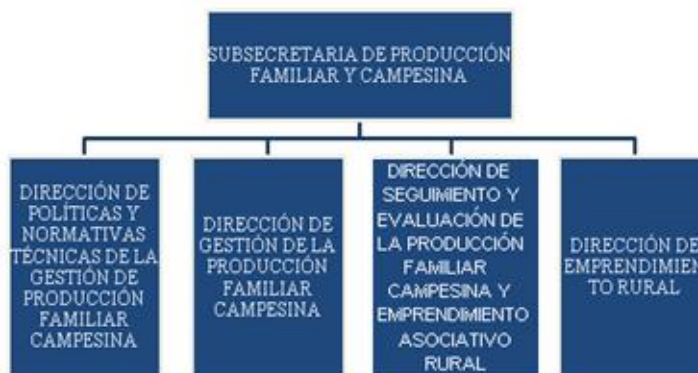 SUBSECRETARIA DE PRODUCCIÓN
FAMILIAR Y CAMPESINA
DIRECCIÓN DE
POLÍTICAS Y
NORMATIVAS
TÉCNICAS DE LA
GESTIÓN DE
PRODUCCIÓN
FAMILIAR
CAMPESINA
DIRECCIÓN DE
GESTIÓN DE LA
PRODUCCIÓN
FAMILIAR
CAMPESINA
DIRECCIÓN DE
SEGUIMIENTO Y
EVALUACIÓN DE
LA PRODUCCIÓN
FAMILIAR
CAMPESINA Y
EMPRENDIMIENTO
ASOCIATIVO
RURAL
DIRECCIÓN DE
EMPRENDIMIEN
TO RURAL